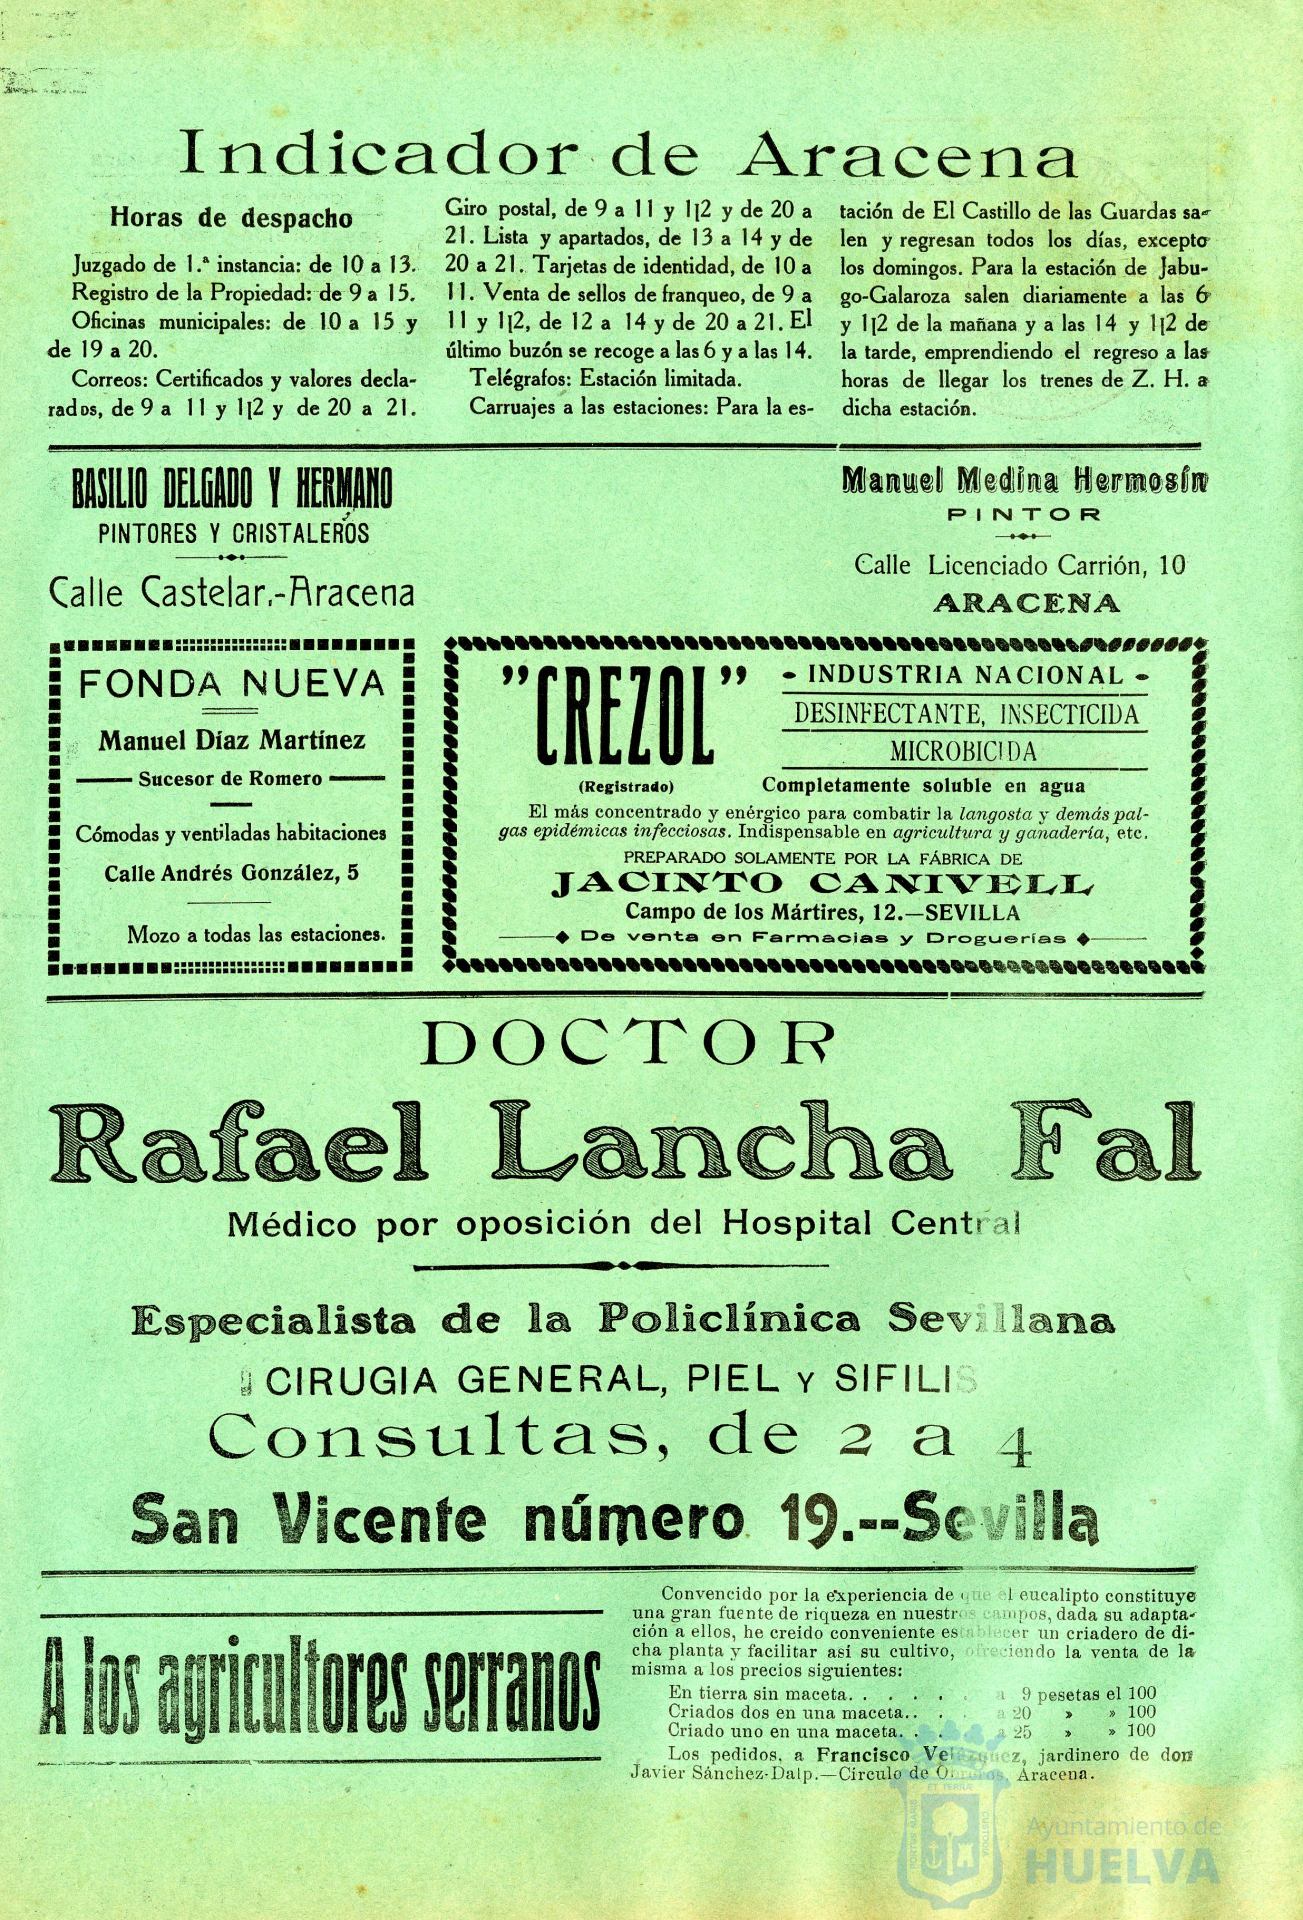 Indicador de Aracena
Horas de despacho
Juzgado de 1.ª instancia: de 10 a 13.
Registro de la Propiedad: de 9 a 15.
Oficinas municipales: de 10 a 15 y
de 19 a 20.
Correos: Certificados y valores decla-
rados, de 9 a 11 y 1|2 y de 20 a 21.
Giro postal, de 9 a 11 y 1|2 y de 20 a
21. Lista y apartados, de 13 a 14 y de
20 a 21. Tarjetas de identidad, de 10 a
11. Venta de sellos de franqueo, de 9 a
11 y 1|2, de 12 a 14 y de 20 a 21. El
último buzón se recoge a las 6 y a las 14.
Telégrafos: Estación limitada.
Carruajes a las estaciones: Para la es-
tación de El Castillo de las Guardas sa-
len y regresan todos los días, excepto
los domingos. Para la estación de Jabu-
go-Galaroza salen diariamente a las 6
y 1|2 de la mañana y a las 14 y 1|2 de
la tarde, emprendiendo el regreso a las
horas de llegar los trenes de Z. H. a
dicha estación.
BASILIO DELGADO Y HERMANO
PINTORES Y CRISTALEROS
Calle Castelar.-Aracena
Manuel Medina Hermosín
PINTOR
Calle Licenciado Carrión, 10
ARACENA
FONDA NUEVA
Manuel Díaz Martínez
Sucesor de Romero
Cómodas y ventiladas habitaciones
Calle Andrés González, 5
Mozo a todas las estaciones.
"CREZOL"
(Registrado)
- INDUSTRIA NACIONAL -
DESINFECTANTE, INSECTICIDA
MICROBICIDA
Completamente soluble en agua
El más concentrado y enérgico para combatir la langosta y demás pal-
gas epidémicas infecciosas. Indispensable en agricultura y ganadería, etc.
PREPARADO SOLAMENTE POR LA FÁBRICA DE
JACINTO CANIVELL
Campo de los Mártires, 12.—SEVILLA
De venta en Farmacias y Droguerías
DOCTOR
Rafael Lancha Fal
Médico por oposición del Hospital Central
Especialista de la Policlínica Sevillana
CIRUGIA GENERAL, PIEL Y SIFILIS
Consultas, de 2 a 4
San Vicente número 19.--Sevilla
A los agricultores serranos
Convencido por la experiencia de que el eucalipto constituye
una gran fuente de riqueza en nuestros campos, dada su adapta-
ción a ellos, he creído conveniente establecer un criadero de di-
cha planta y facilitar así su cultivo, ofreciendo la venta de la
misma a los precios siguientes:
En tierra sin maceta. . . . . . a 9 pesetas el 100
Criados dos en una maceta. . . . a 20 » » 100
Criado uno en una maceta. . . a 25 » » 100
Los pedidos, a Francisco Velázquez, jardinero de don
Javier Sánchez-Dalp.—Círculo de Obreros, Aracena.
Ayuntamiento de
HUELVA